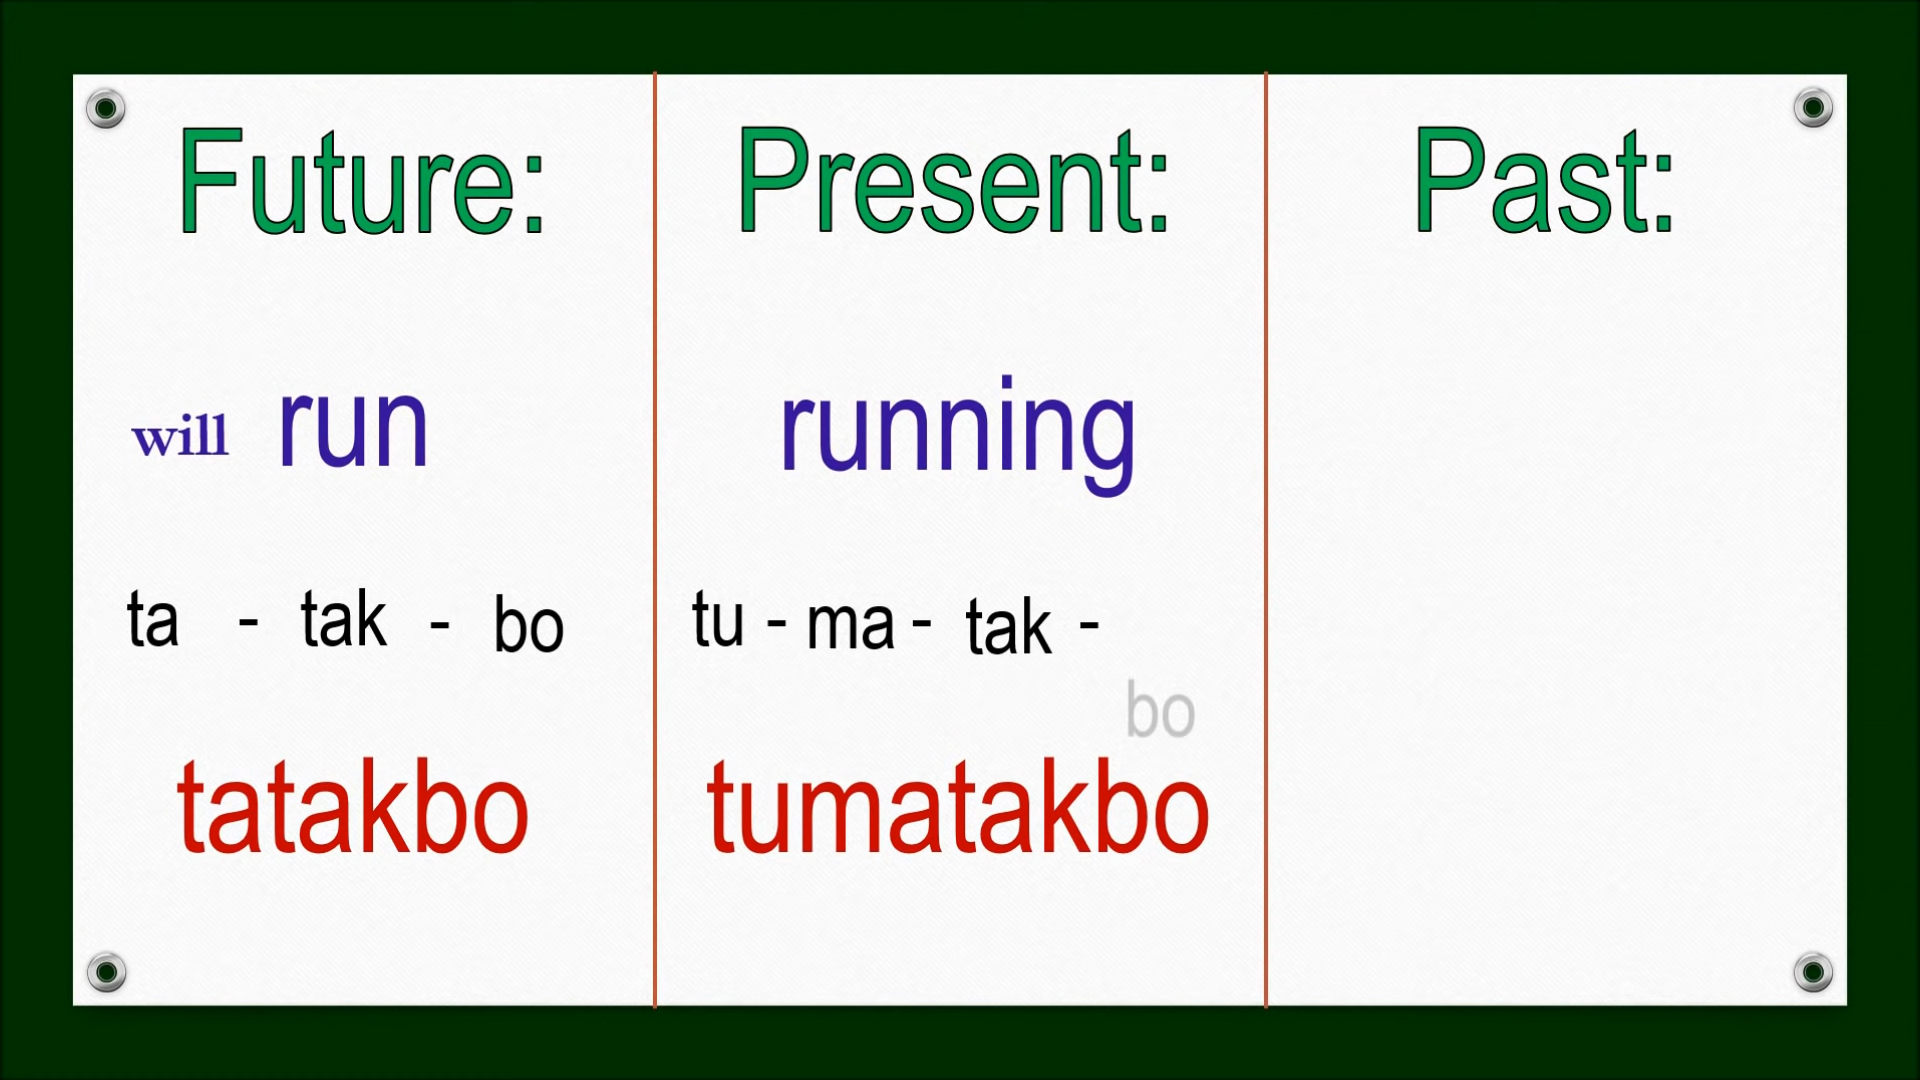 Future:
will run
ta - tak - bo
tatakbo
Present:
running
tu - ma - tak -
bo
tumatakbo
Past: